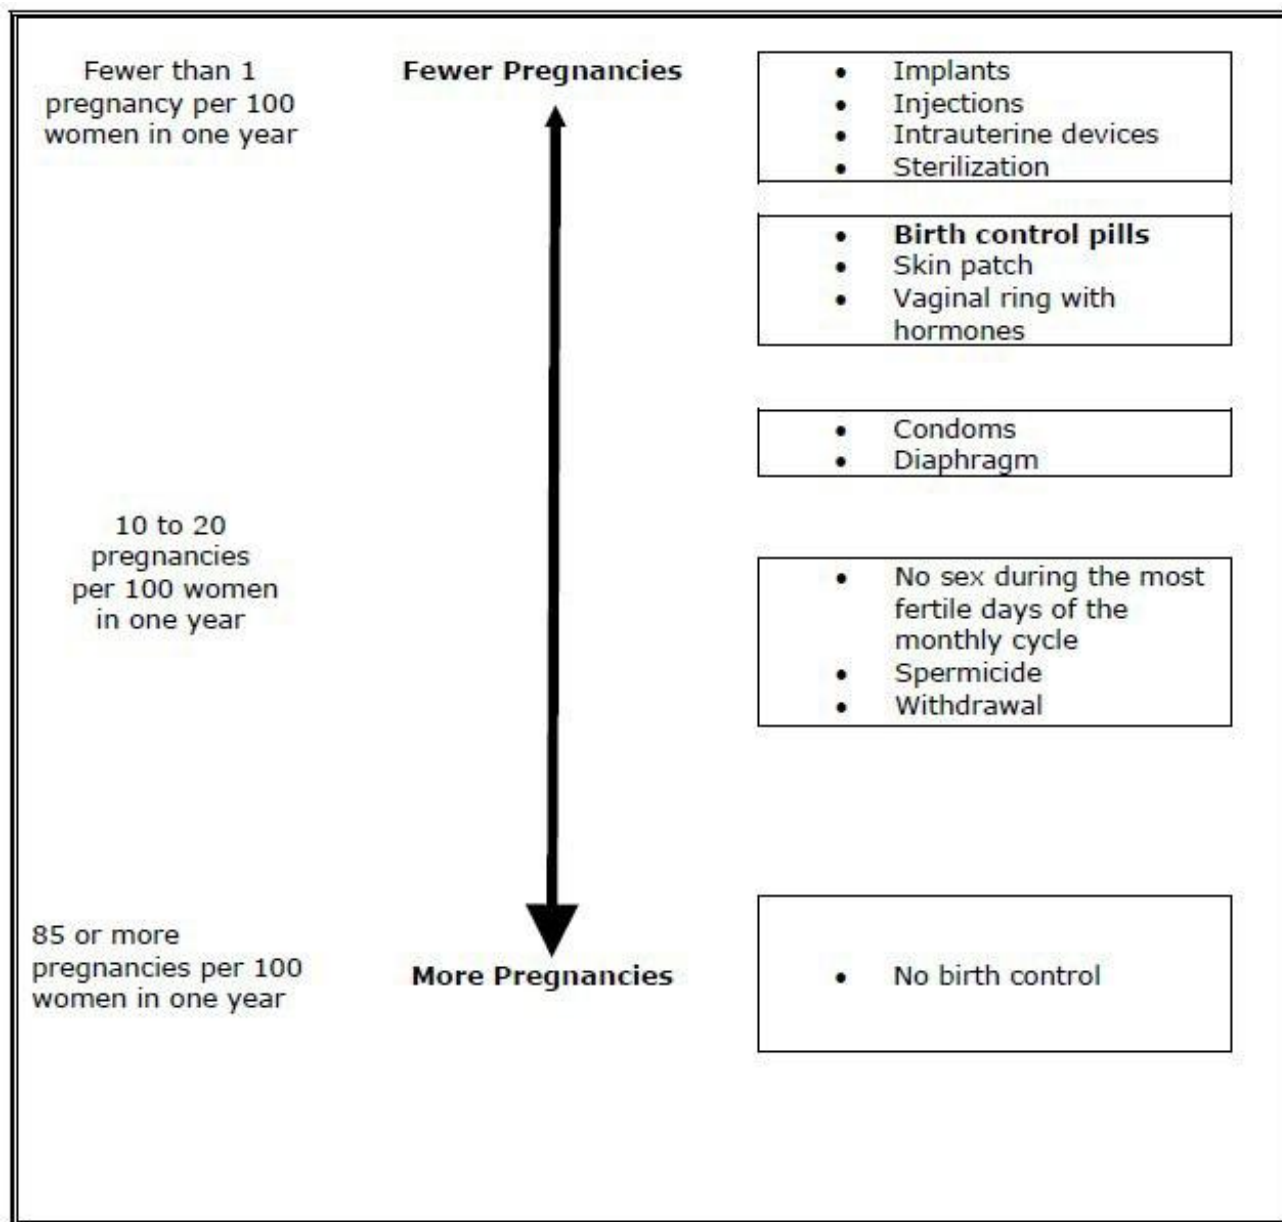 Fewer than 1
pregnancy per 100
women in one year
Fewer Pregnancies
• Implants
• Injections
• Intrauterine devices
• Sterilization
• Birth control pills
• Skin patch
• Vaginal ring with
hormones
• Condoms
• Diaphragm
10 to 20
pregnancies
per 100 women
in one year
• No sex during the most
fertile days of the
monthly cycle
• Spermicide
• Withdrawal
85 or more
pregnancies per 100
women in one year
More Pregnancies
• No birth control